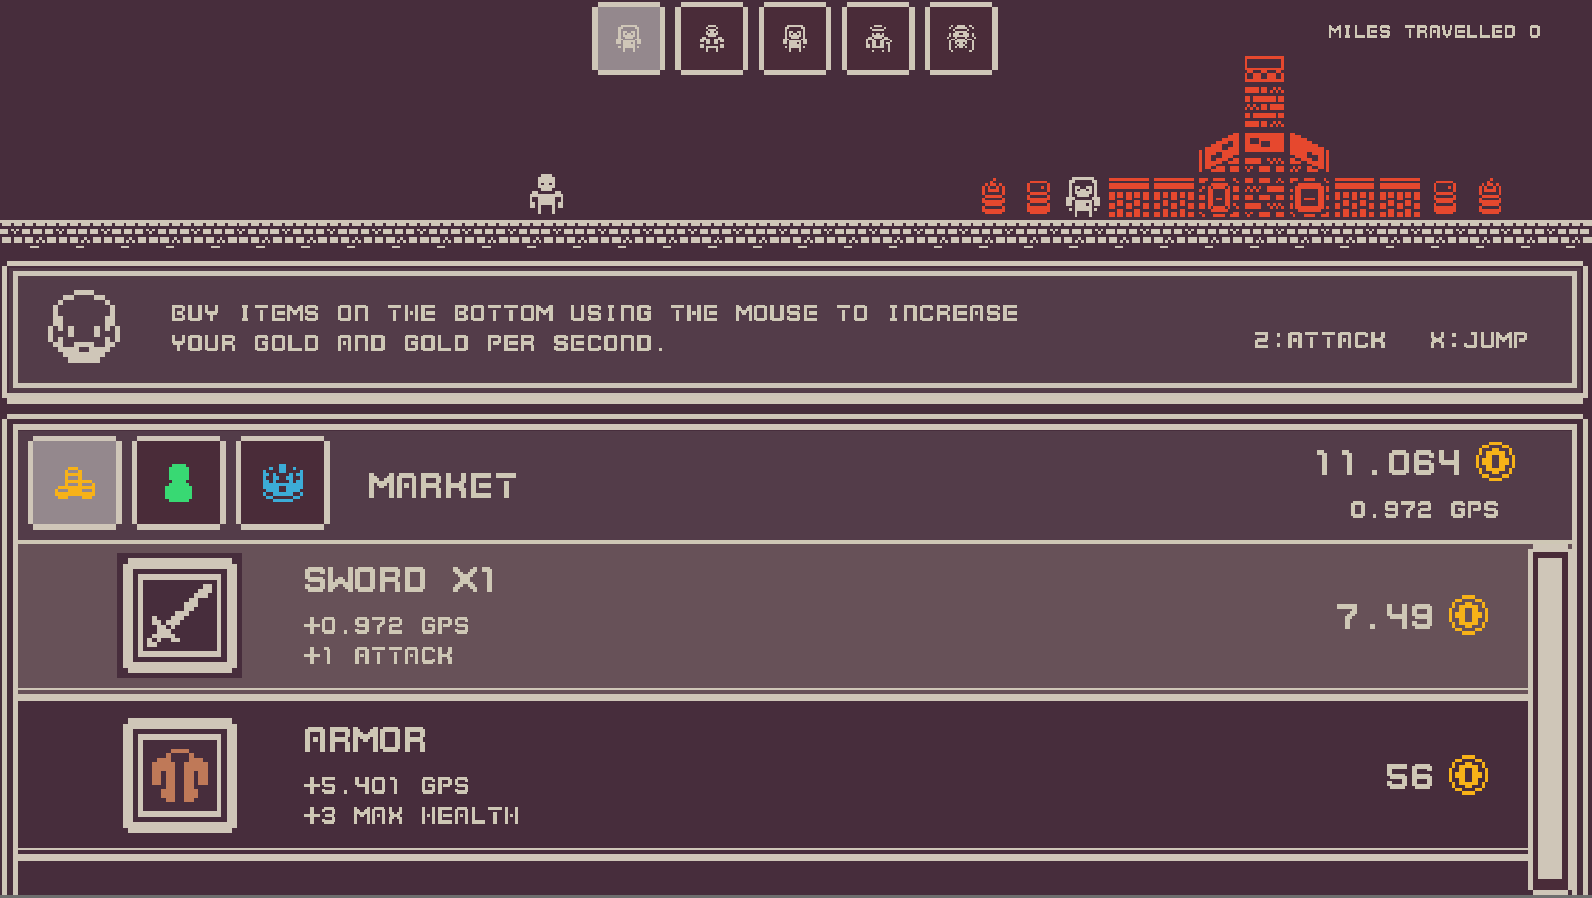 MILES TRAVELLED 0
BUY ITEMS ON THE BOTTOM USING THE MOUSE TO INCREASE
YOUR GOLD AND GOLD PER SECOND.
Z:ATTACK X:JUMP
MARKET
11.064
0.972 GPS
SWORD X1
+0.972 GPS
+1 ATTACK
7.49
ARMOR
+5.401 GPS
+3 MAX HEALTH
56